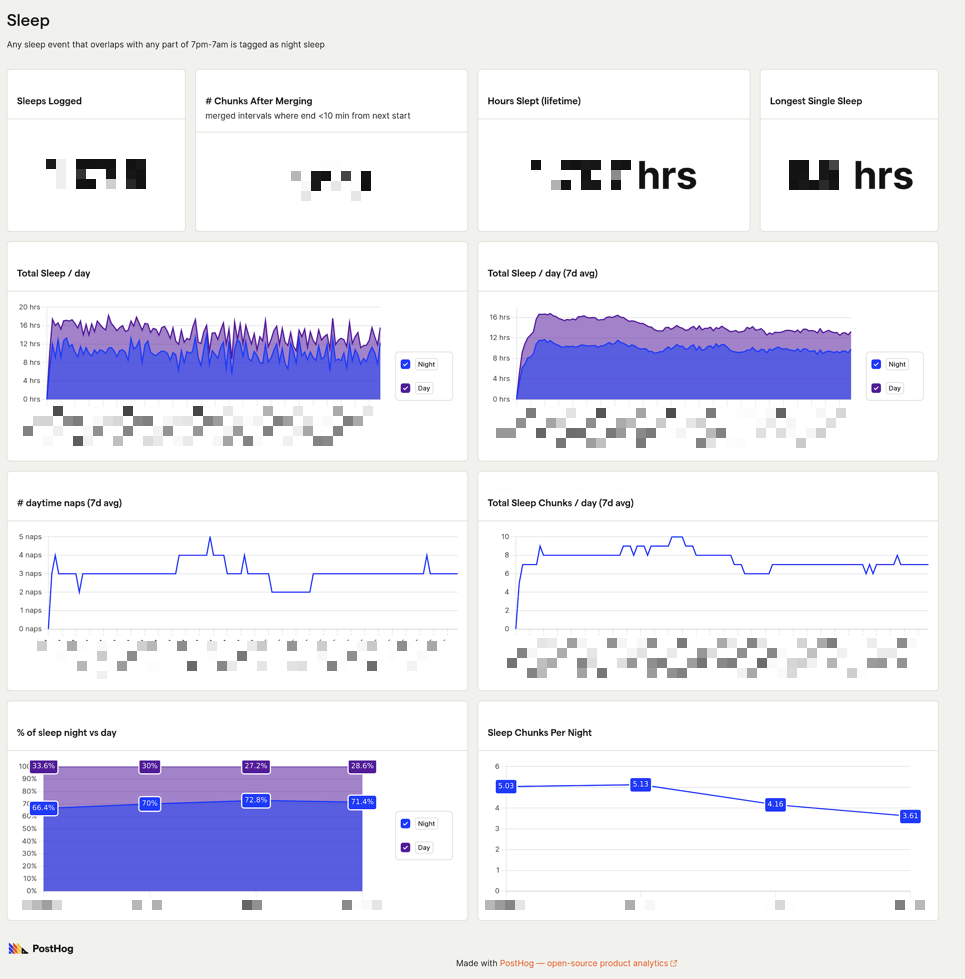 Sleep
Any sleep event that overlaps with any part of 7pm-7am is tagged as night sleep
Sleeps Logged
# Chunks After Merging
merged intervals where end <10 min from next start
Hours Slept (lifetime)
hrs
Longest Single Sleep
hrs
Total Sleep / day
20 hrs
16 hrs
12 hrs
8 hrs
4 hrs
0 hrs
Night
Day
Total Sleep / day (7d avg)
16 hrs
12 hrs
8 hrs
4 hrs
0 hrs
Night
Day
# daytime naps (7d avg)
5 naps
4 naps
3 naps
2 naps
1 naps
0 naps
Total Sleep Chunks / day (7d avg)
10
8
6
4
2
0
% of sleep night vs day
90%
80%
60%
50%
40%
30%
20%
10%
0%
33.6%
30%
27.2%
28.6%
66.4%
70%
72.8%
71.4%
Night
Day
Sleep Chunks Per Night
6
4
3
2
1
0
5.03
5.13
4.16
3.61
PostHog
Made with PostHog — open-source product analytics